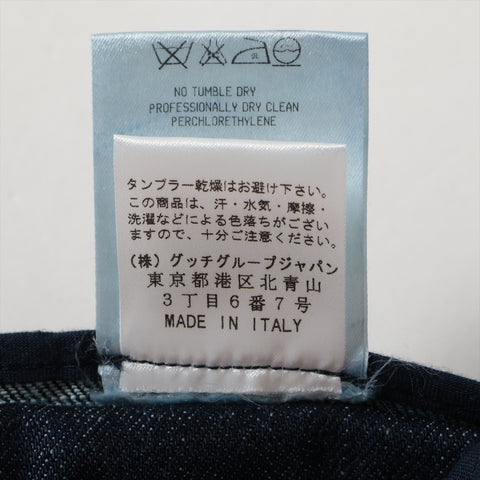 NO TUMBLE DRY
PROFESSIONALLY DRY CLEAN
PERCHLORETHYLENE
タンブラー乾燥はお避け下さい。
この商品は、汗・水気・摩擦・
洗濯などによる色落ちがござい
ますので、十分ご注意ください。
(株)グッチグループジャパン
東京都港区北青山
3丁目6番7号
MADE IN ITALY